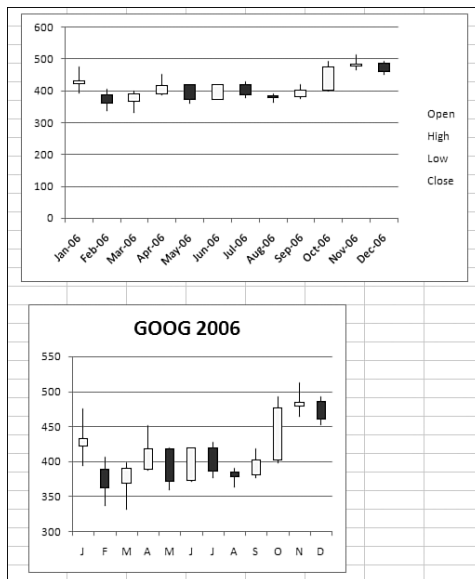 600
500
400
300
200
100
0
Open
High
Low
Close
Jan-06
Feb-06
Mar-06
Apr-06
May-06
Jun-06
Jul-06
Aug-06
Sep-06
Oct-06
Nov-06
Dec-06
GOOG 2006
550
500
450
400
350
300
J F M A M J J A S O N D